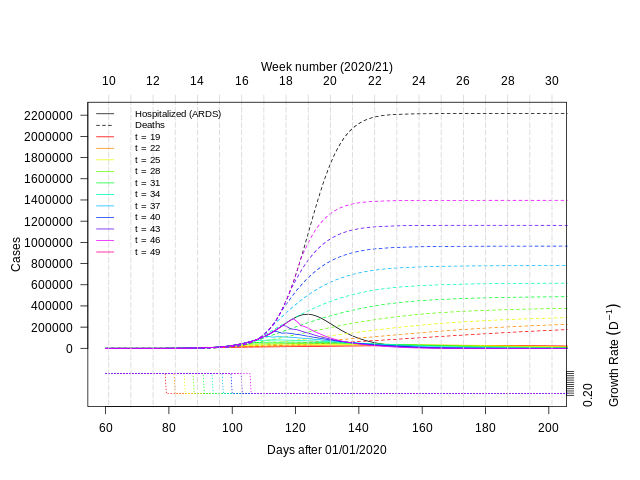 Week number (2020/21)
10 12 14 16 18 20 22 24 26 28 30
Hospitalized (ARDS)
Deaths
t = 19
t = 22
t = 25
t = 28
t = 31
t = 34
t = 37
t = 40
t = 43
t = 46
t = 49
2200000
2000000
1800000
1600000
1400000
1200000
1000000
800000
600000
400000
200000
0
Cases
0.20
Growth Rate (D⁻¹)
60 80 100 120 140 160 180 200
Days after 01/01/2020